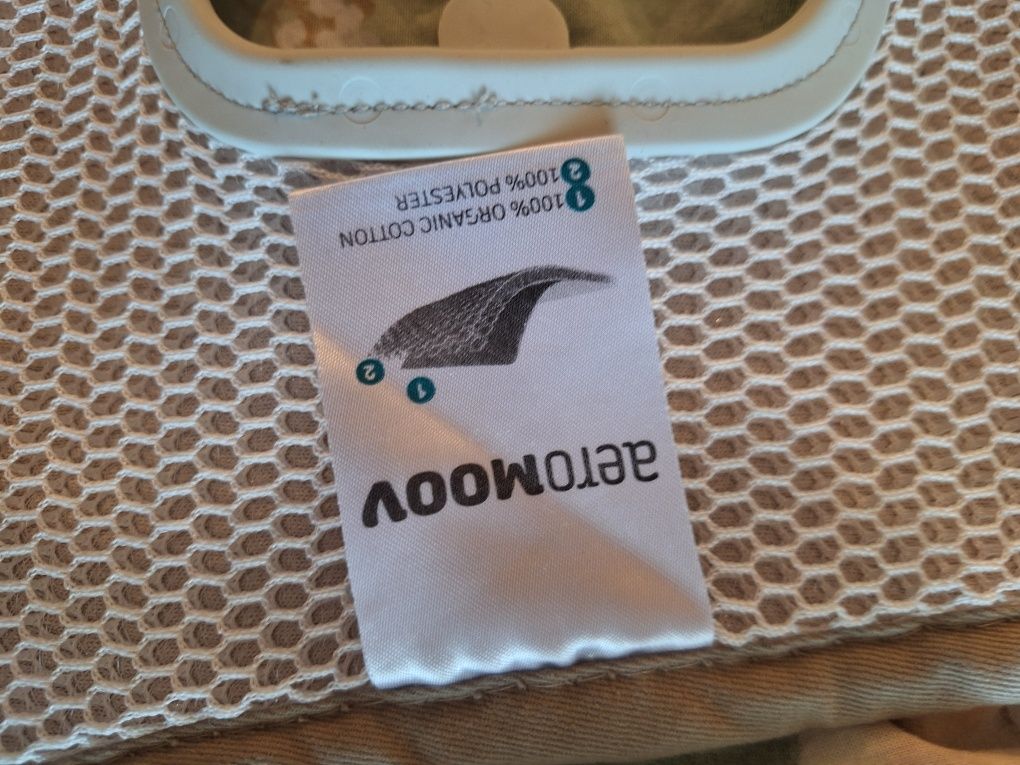 aeroMOOV
1
2
1 100% ORGANIC COTTON
2 100% POLYESTER